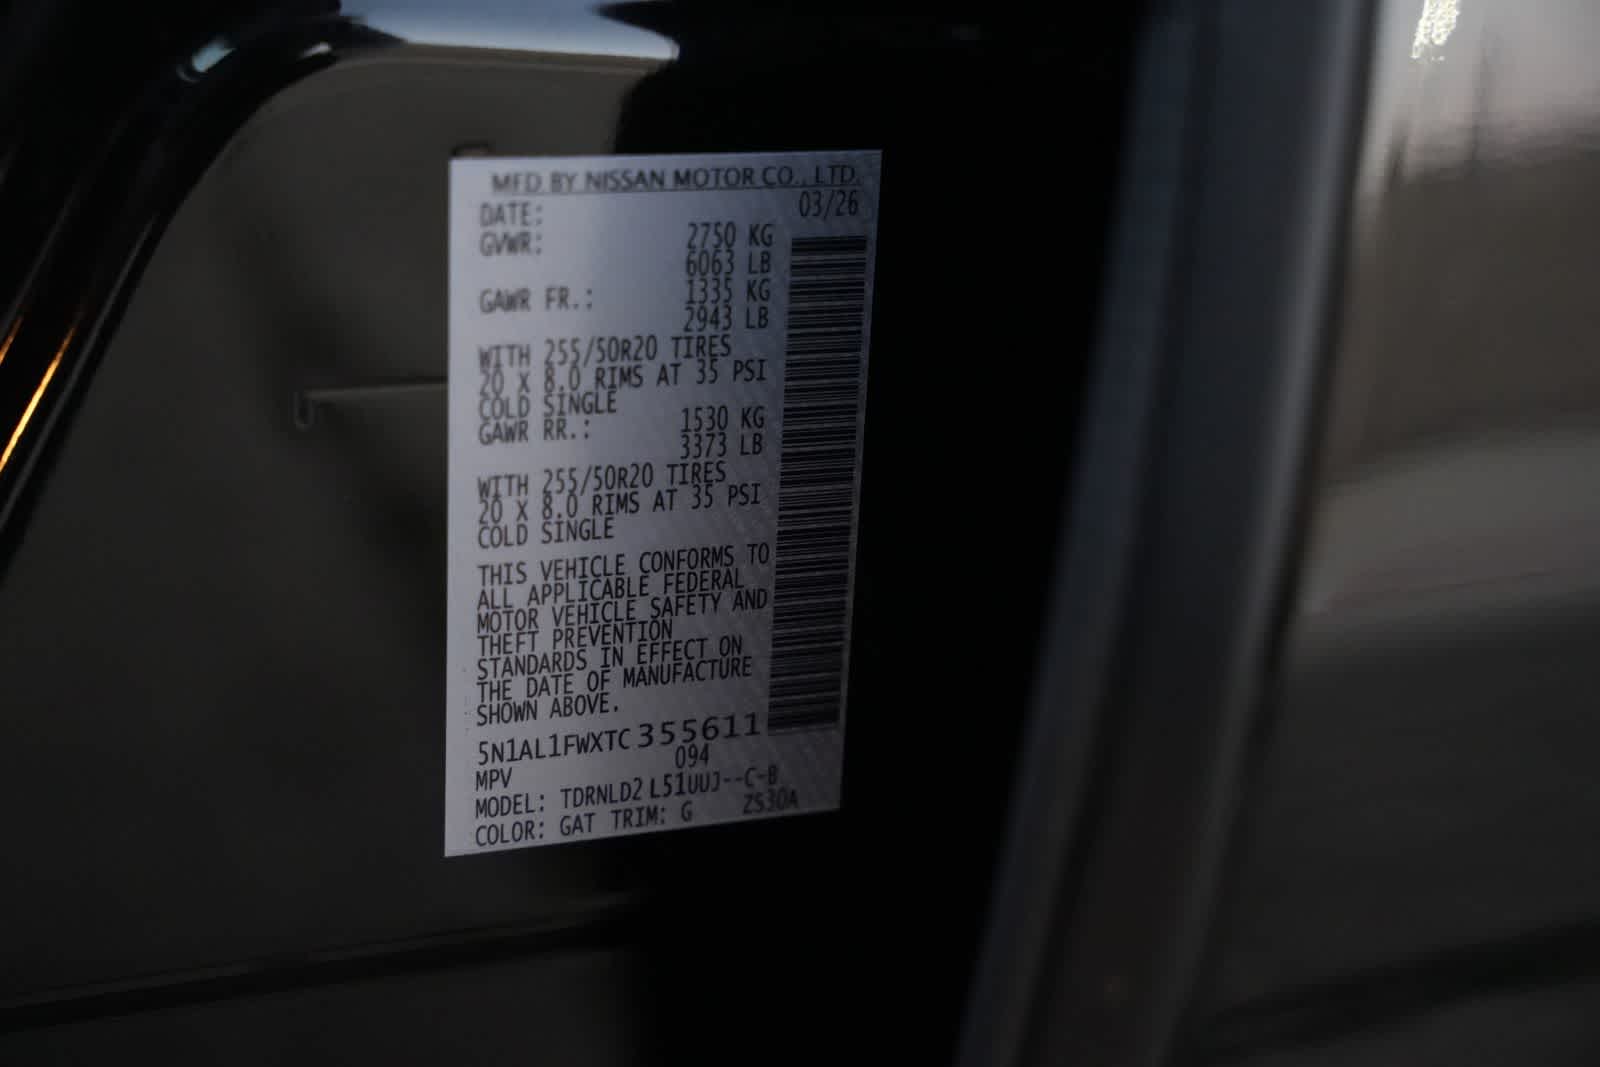 MFD BY NISSAN MOTOR CO., LTD.
DATE: 03/26
GVWR: 2750 KG
6063 LB
GAWR FR.: 1335 KG
2943 LB
WITH 255/50R20 TIRES
20 X 8.0 RIMS AT 35 PSI
COLD SINGLE
GAWR RR.: 1530 KG
3373 LB
WITH 255/50R20 TIRES
20 X 8.0 RIMS AT 35 PSI
COLD SINGLE
THIS VEHICLE CONFORMS TO
ALL APPLICABLE FEDERAL
MOTOR VEHICLE SAFETY AND
THEFT PREVENTION
STANDARDS IN EFFECT ON
THE DATE OF MANUFACTURE
SHOWN ABOVE.
5N1AL1FWXTC355611
MPV 094
MODEL: TDRNLD2 L51UUJ--C-B
COLOR: GAT TRIM: G ZS30A